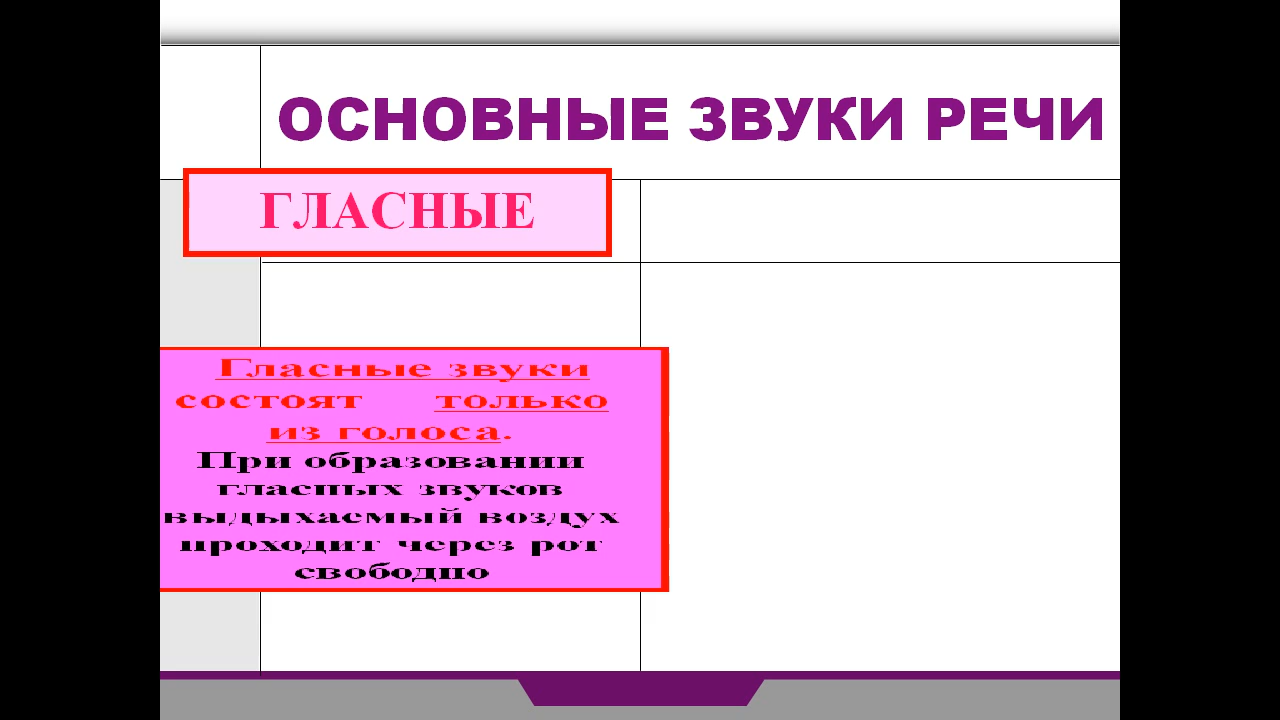 ОСНОВНЫЕ ЗВУКИ РЕЧИ
ГЛАСНЫЕ
Гласные звуки
состоят только
из голоса.
При образовании
гласных звуков
выдыхаемый воздух
проходит через рот
свободно